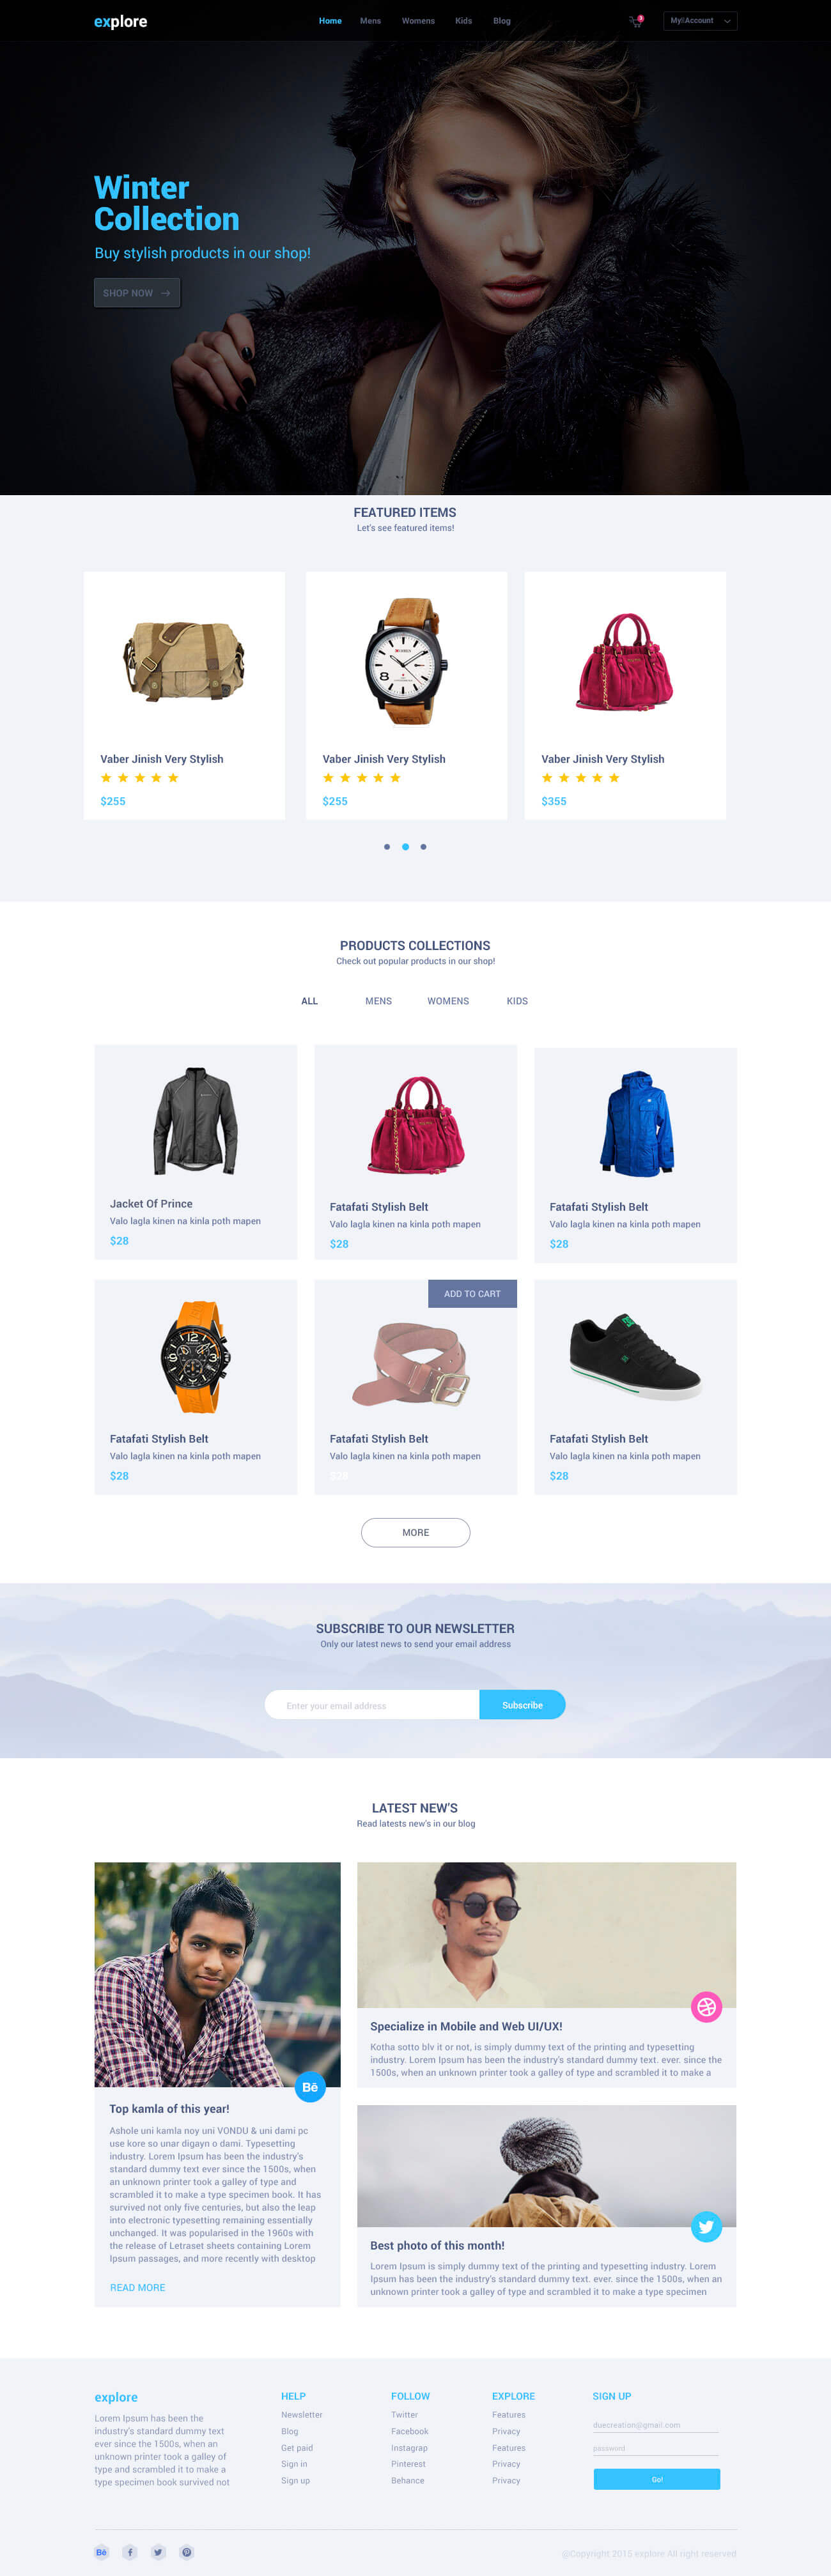 explore
Home Mens Womens Kids Blog
3
My Account
Winter
Collection
Buy stylish products in our shop!
SHOP NOW
FEATURED ITEMS
Let's see featured items!
Vaber Jinish Very Stylish
$255
Vaber Jinish Very Stylish
$255
Vaber Jinish Very Stylish
$355
PRODUCTS COLLECTIONS
Check out popular products in our shop!
ALL MENS WOMENS KIDS
Jacket Of Prince
Valo lagla kinen na kinla poth mapen
$28
Fatafati Stylish Belt
Valo lagla kinen na kinla poth mapen
$28
Fatafati Stylish Belt
Valo lagla kinen na kinla poth mapen
$28
Fatafati Stylish Belt
Valo lagla kinen na kinla poth mapen
$28
ADD TO CART
Fatafati Stylish Belt
Valo lagla kinen na kinla poth mapen
$28
Fatafati Stylish Belt
Valo lagla kinen na kinla poth mapen
$28
MORE
SUBSCRIBE TO OUR NEWSLETTER
Only our latest news to send your email address
Enter your email address
Subscribe
LATEST NEW'S
Read latests new's in our blog
Bē
Top kamla of this year!
Ashole uni kamla noy uni VONDU & uni dami pc
use kore so unar digayn o dami. Typesetting
industry. Lorem Ipsum has been the industry's
standard dummy text ever since the 1500s, when
an unknown printer took a galley of type and
scrambled it to make a type specimen book. It has
survived not only five centuries, but also the leap
into electronic typesetting remaining essentially
unchanged. It was popularised in the 1960s with
the release of Letraset sheets containing Lorem
Ipsum passages, and more recently with desktop
READ MORE
Specialize in Mobile and Web UI/UX!
Kotha sotto blv it or not, is simply dummy text of the printing and typesetting
industry. Lorem Ipsum has been the industry's standard dummy text. ever. since the
1500s, when an unknown printer took a galley of type and scrambled it to make a
Best photo of this month!
Lorem Ipsum is simply dummy text of the printing and typesetting industry. Lorem
Ipsum has been the industry's standard dummy text. ever. since the 1500s, when an
unknown printer took a galley of type and scrambled it to make a type specimen
explore
Lorem Ipsum has been the
industry's standard dummy text
ever since the 1500s, when an
unknown printer took a galley of
type and scrambled it to make a
type specimen book survived not
HELP
Newsletter
Blog
Get paid
Sign in
Sign up
FOLLOW
Twitter
Facebook
Instagrap
Pinterest
Behance
EXPLORE
Features
Privacy
Features
Privacy
Privacy
SIGN UP
duecreation@gmail.com
password
Go!
Bē
@Copyright 2015 explore All right reserved